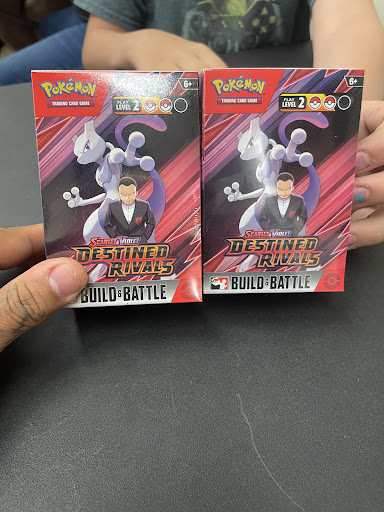 POKéMON
TRADING CARD GAME
PLAY LEVEL 2
SCARLET & VIOLET
DESTINED RIVALS
BUILD & BATTLE
POKéMON
TRADING CARD GAME
PLAY LEVEL 2
6+
SCARLET & VIOLET
DESTINED RIVALS
BUILD & BATTLE